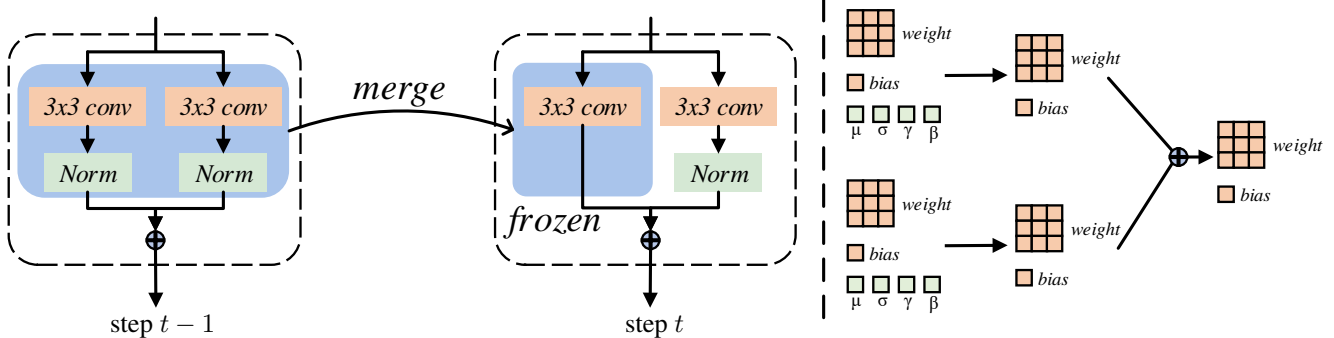 3x3 conv
3x3 conv
Norm
Norm
step t − 1
merge
3x3 conv
3x3 conv
Norm
frozen
step t
weight
bias
μ σ γ β
weight
bias
weight
bias
μ σ γ β
weight
bias
weight
bias